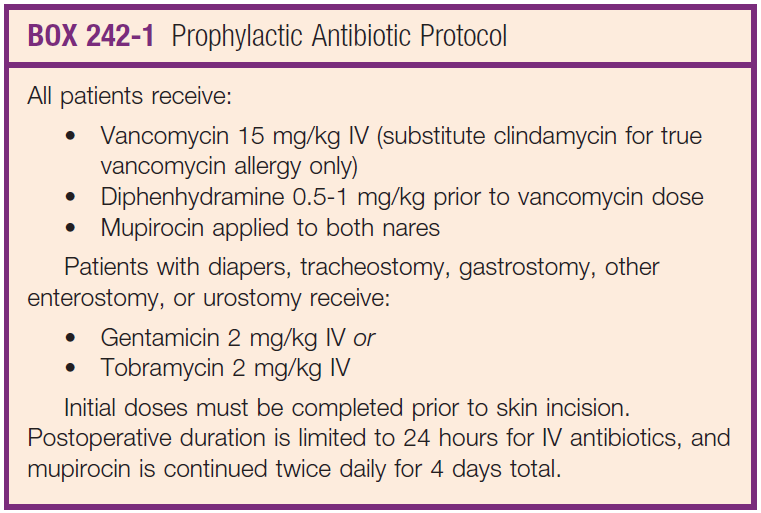 BOX 242-1 Prophylactic Antibiotic Protocol
All patients receive:
• Vancomycin 15 mg/kg IV (substitute clindamycin for true
vancomycin allergy only)
• Diphenhydramine 0.5-1 mg/kg prior to vancomycin dose
• Mupirocin applied to both nares
Patients with diapers, tracheostomy, gastrostomy, other
enterostomy, or urostomy receive:
• Gentamicin 2 mg/kg IV or
• Tobramycin 2 mg/kg IV
Initial doses must be completed prior to skin incision.
Postoperative duration is limited to 24 hours for IV antibiotics, and
mupirocin is continued twice daily for 4 days total.